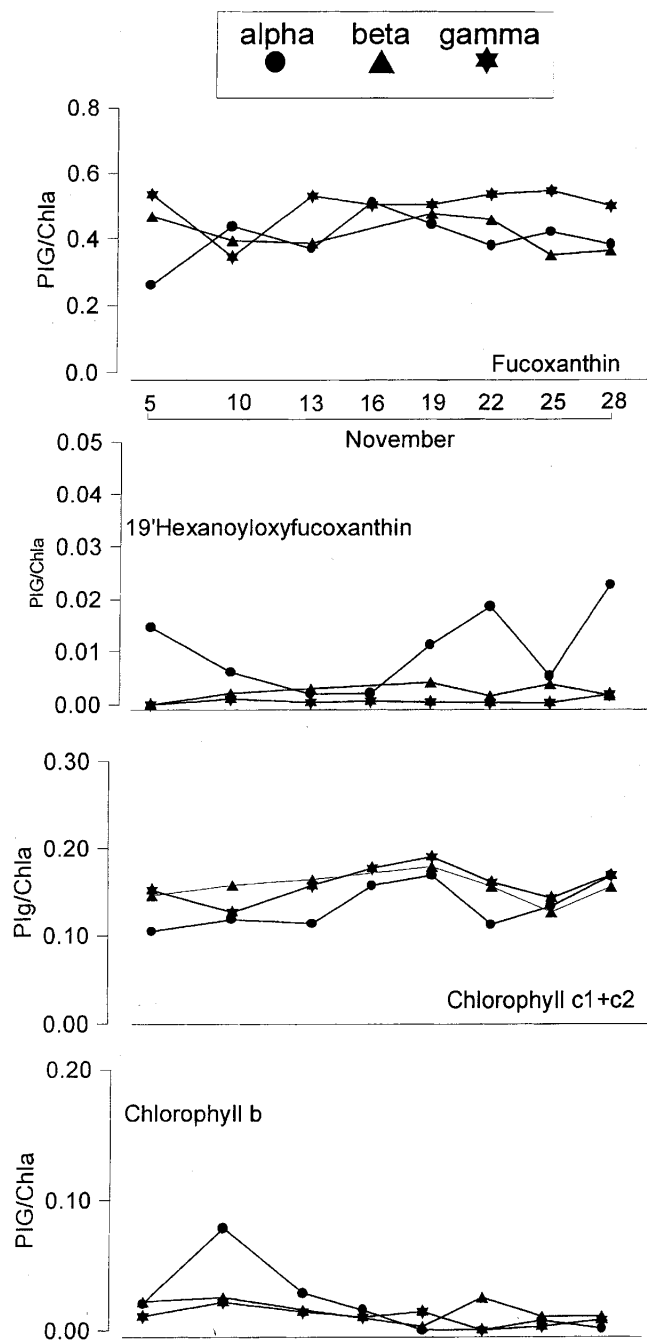 alpha beta gamma
0.8
0.6
0.4
0.2
0.0
PIG/Chla
Fucoxanthin
5 10 13 16 19 22 25 28
November
0.05
0.04
0.03
0.02
0.01
0.00
PIG/Chla
19'Hexanoyloxyfucoxanthin
0.30
0.20
0.10
0.00
PIg/Chla
Chlorophyll c1+c2
0.20
0.10
0.00
PIG/Chla
Chlorophyll b